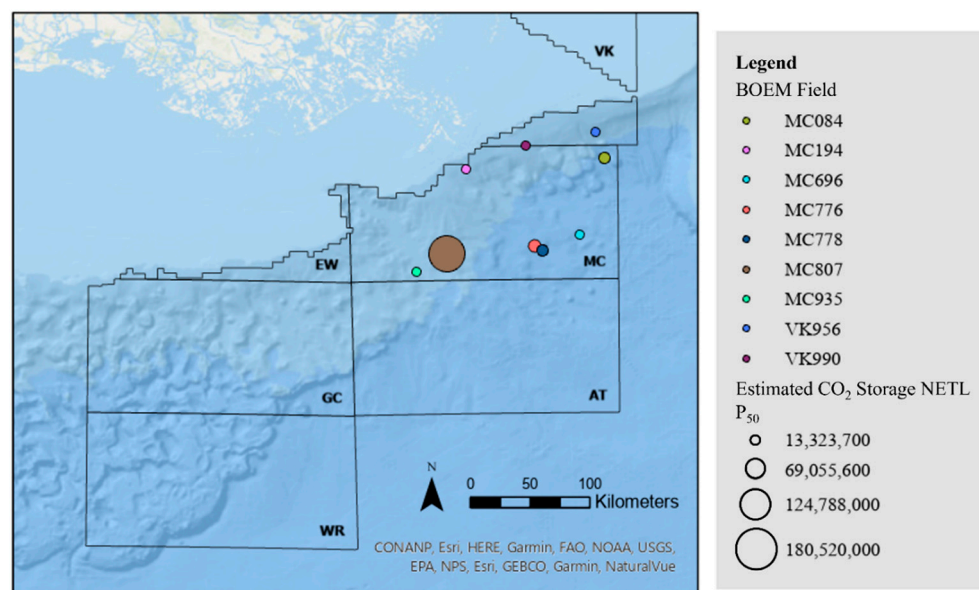 VK
EW
MC
GC
AT
WR
N
0 50 100
Kilometers
CONANP, Esri, HERE, Garmin, FAO, NOAA, USGS,
EPA, NPS, Esri, GEBCO, Garmin, NaturalVue
Legend
BOEM Field
MC084
MC194
MC696
MC776
MC778
MC807
MC935
VK956
VK990
Estimated CO₂ Storage NETL
P₅₀
13,323,700
69,055,600
124,788,000
180,520,000